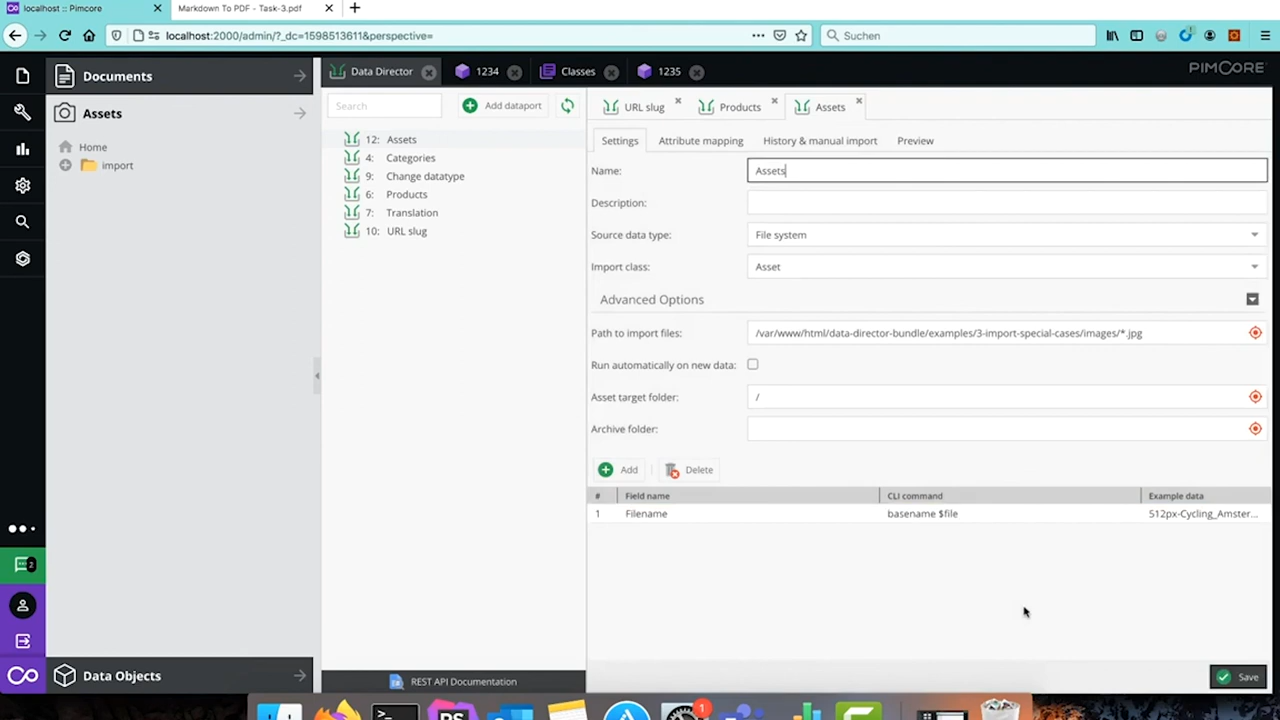 localhost :: Pimcore
Markdown To PDF - Task-3.pdf
localhost:2000/admin/?_dc=1598513611&perspective=
Suchen
Documents
Data Director
1234
Classes
1235
PIMCORE
Assets
Home
import
Search
Add dataport
12: Assets
4: Categories
9: Change datatype
6: Products
7: Translation
10: URL slug
URL slug
Products
Assets
Settings
Attribute mapping
History & manual import
Preview
Name:
Assets
Description:
Source data type:
File system
Import class:
Asset
Advanced Options
Path to import files:
/var/www/html/data-director-bundle/examples/3-import-special-cases/images/*.jpg
Run automatically on new data:
Asset target folder:
/
Archive folder:
Add
Delete
# Field name CLI command Example data
1 Filename basename $file 512px-Cycling_Amster...
2
Data Objects
REST API Documentation
Save
PS
1